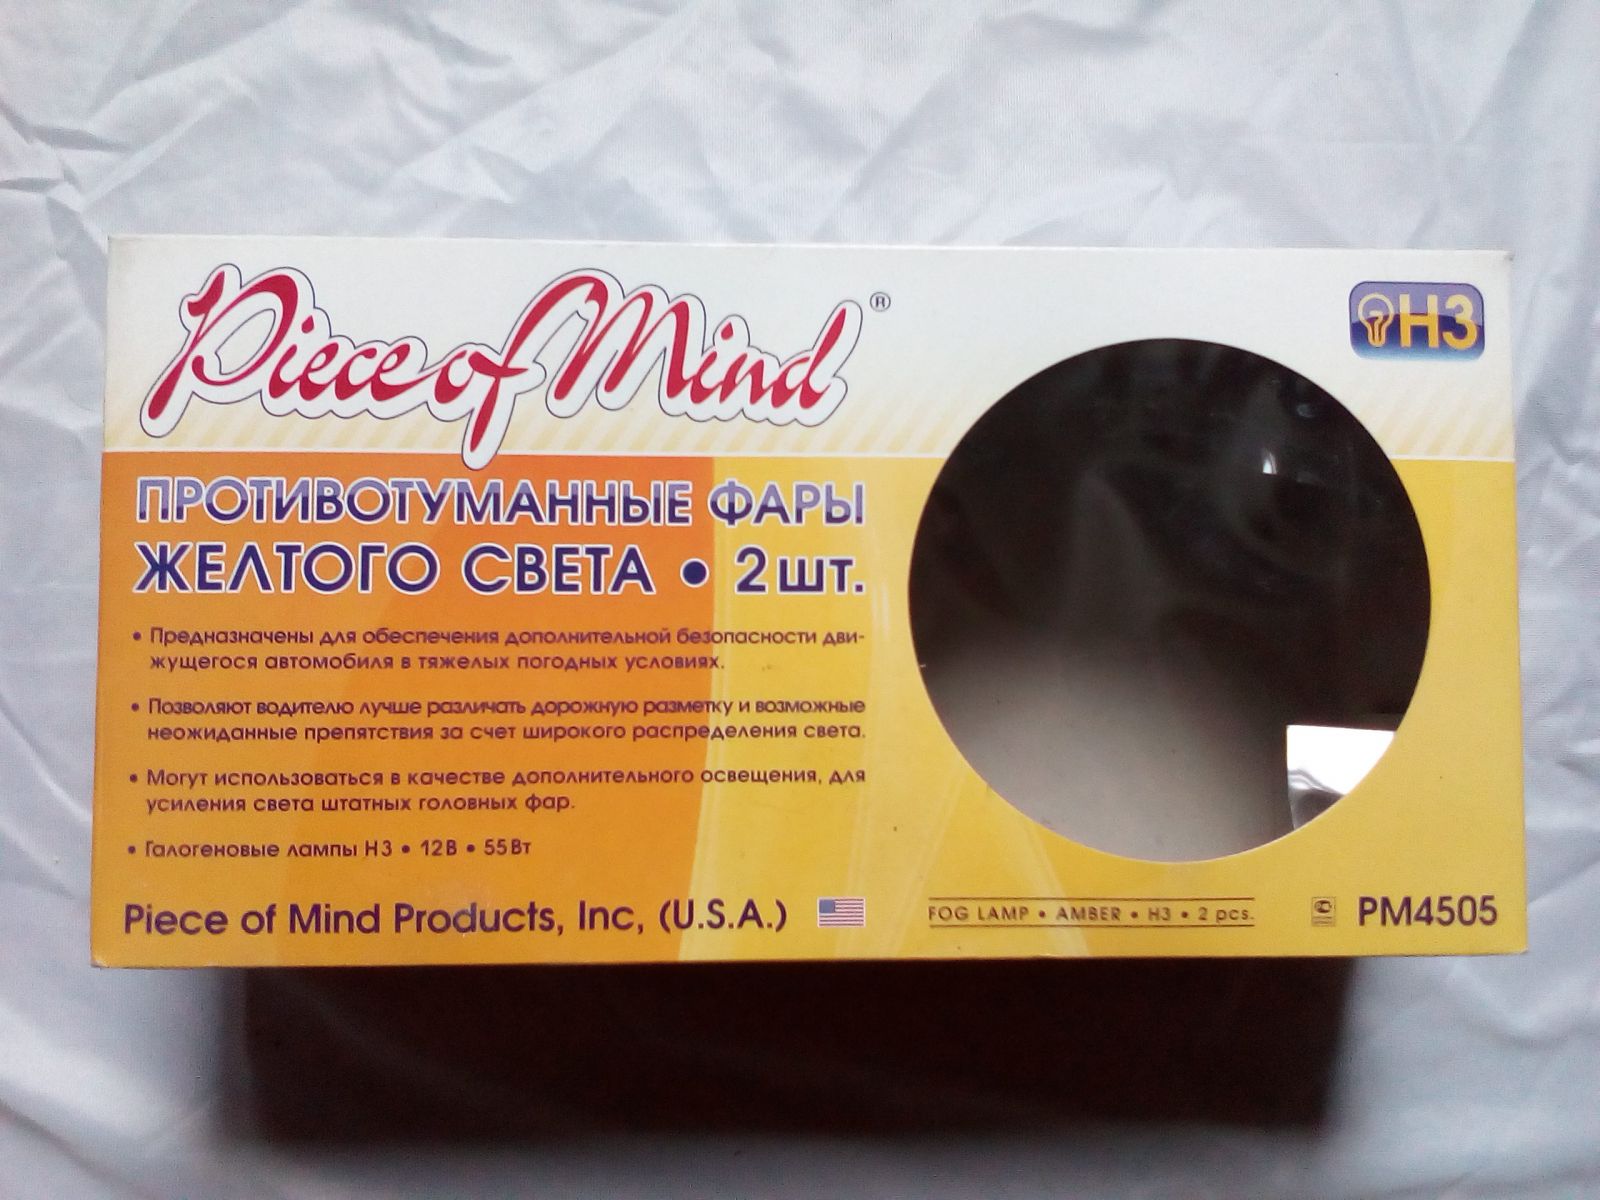 Piece of Mind ®
H3
ПРОТИВОТУМАННЫЕ ФАРЫ
ЖЕЛТОГО СВЕТА • 2 шт.
• Предназначены для обеспечения дополнительной безопасности дви-
жущегося автомобиля в тяжелых погодных условиях.
• Позволяют водителю лучше различать дорожную разметку и возможные
неожиданные препятствия за счет широкого распределения света.
• Могут использоваться в качестве дополнительного освещения, для
усиления света штатных головных фар.
• Галогеновые лампы H3 • 12В • 55Вт
Piece of Mind Products, Inc, (U.S.A.)
FOG LAMP • AMBER • H3 • 2 pcs.
PM4505